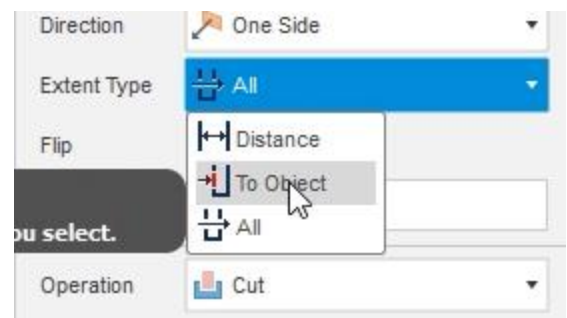 Direction One Side
Extent Type All
Flip
Distance
To Object
All
ou select.
Operation Cut